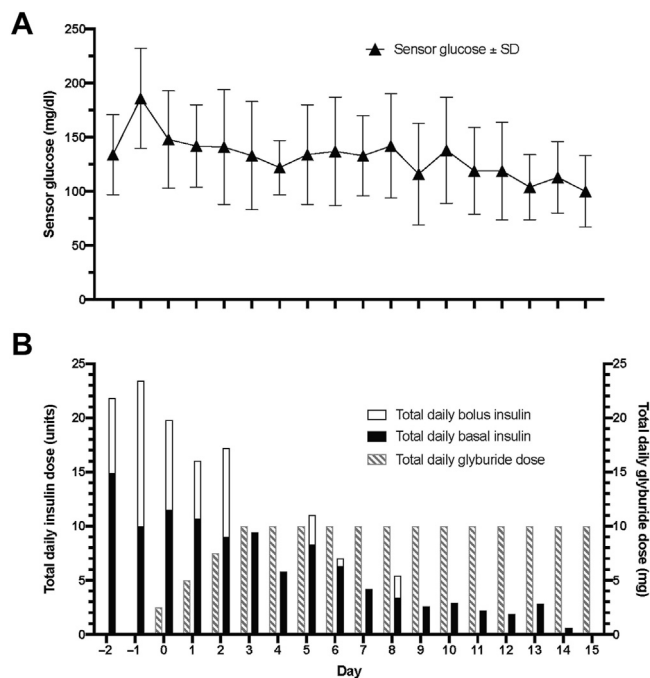 A
250
200
150
100
50
0
Sensor glucose (mg/dl)
Sensor glucose ± SD
B
25
20
15
10
5
0
Total daily insulin dose (units)
Total daily bolus insulin
Total daily basal insulin
Total daily glyburide dose
25
20
15
10
5
0
Total daily glyburide dose (mg)
–2 –1 0 1 2 3 4 5 6 7 8 9 10 11 12 13 14 15
Day